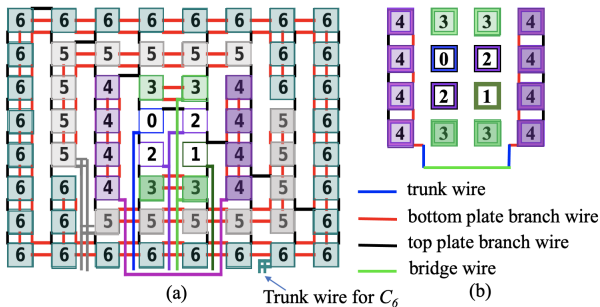 6 6 6 6 6 6 6 6
6 5 5 5 5 5 6 6
6 5 4 3 3 4 6 6
6 5 4 0 2 4 5 6
6 5 4 2 1 4 5 6
6 6 4 3 3 4 5 6
6 6 5 5 5 5 5 6
6 6 6 6 6 6 6 6
(a)
Trunk wire for C6
4 3 3 4
4 0 2 4
4 2 1 4
4 3 3 4
trunk wire
bottom plate branch wire
top plate branch wire
bridge wire
(b)